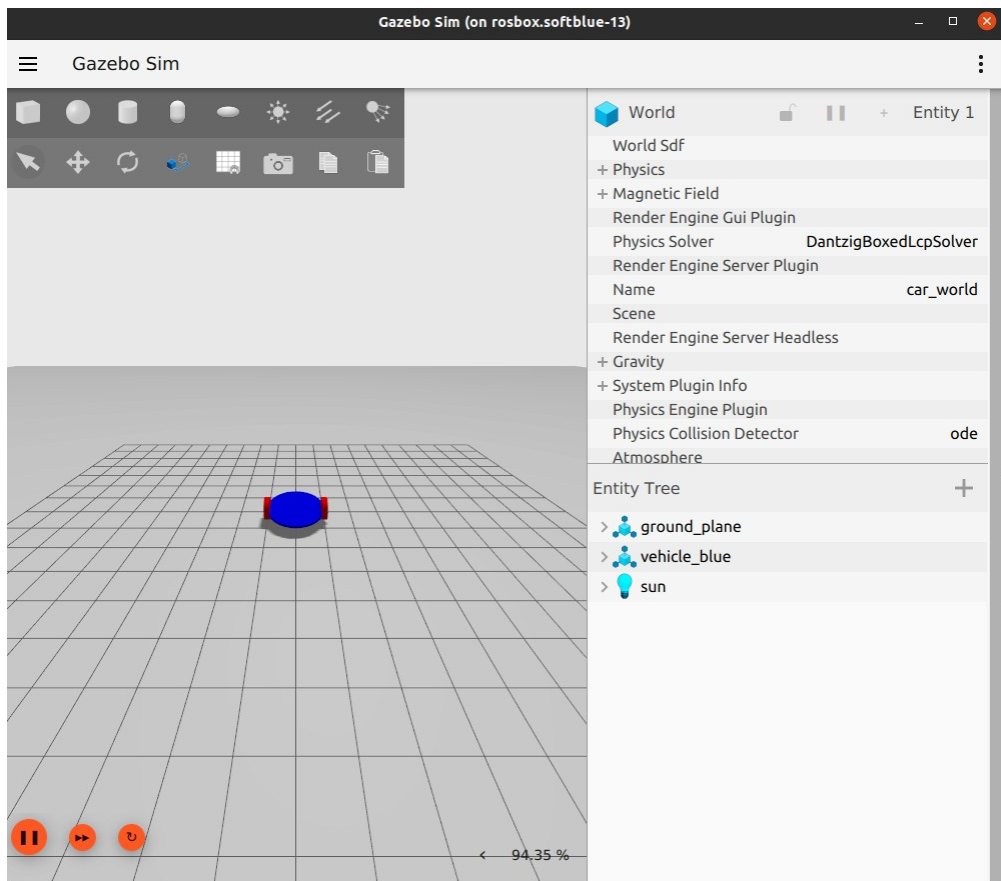 Gazebo Sim (on rosbox.softblue-13)
Gazebo Sim
World + Entity 1
World Sdf
+ Physics
+ Magnetic Field
Render Engine Gui Plugin
Physics Solver DantzigBoxedLcpSolver
Render Engine Server Plugin
Name car_world
Scene
Render Engine Server Headless
+ Gravity
+ System Plugin Info
Physics Engine Plugin
Physics Collision Detector ode
Atmosphere
Entity Tree +
> ground_plane
> vehicle_blue
> sun
< 94.35 %